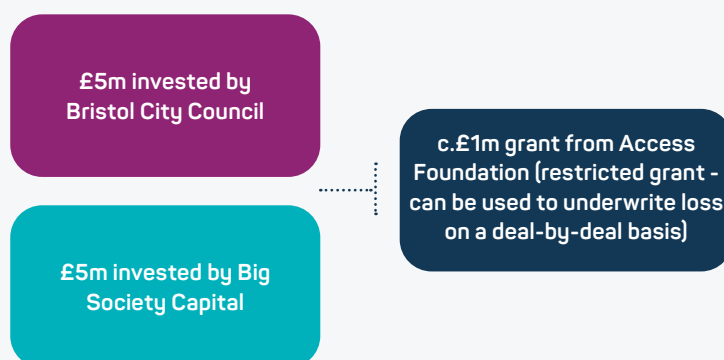 £5m invested by
Bristol City Council
c.£1m grant from Access
Foundation (restricted grant -
can be used to underwrite loss
on a deal-by-deal basis)
£5m invested by Big
Society Capital